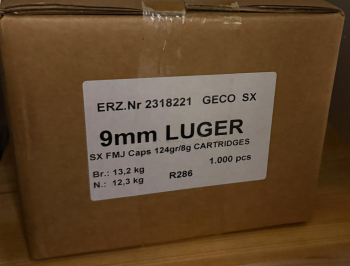 ERZ.Nr 2318221 GECO SX
9mm LUGER
SX FMJ Caps 124gr/8g CARTRIDGES
Br.: 13,2 kg 1.000 pcs
N.: 12,3 kg R286